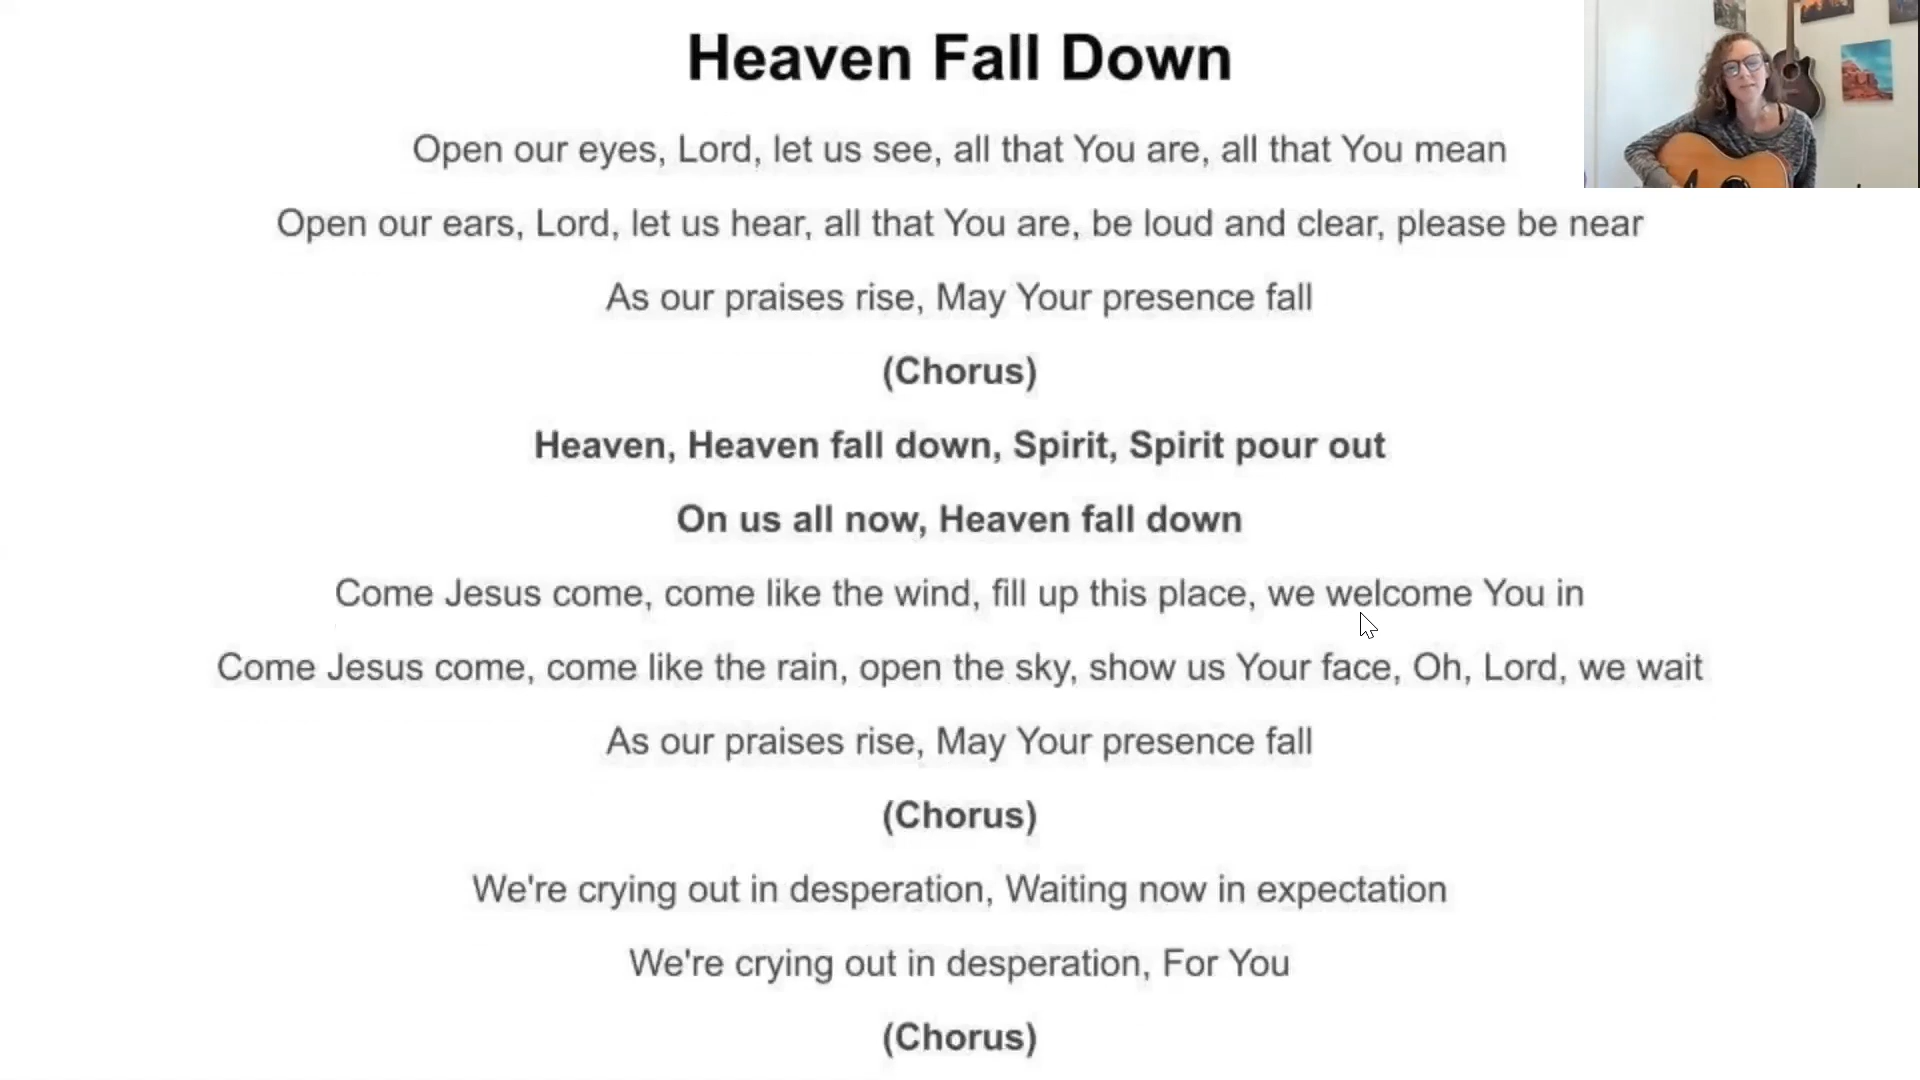 Heaven Fall Down
Open our eyes, Lord, let us see, all that You are, all that You mean
Open our ears, Lord, let us hear, all that You are, be loud and clear, please be near
As our praises rise, May Your presence fall
(Chorus)
Heaven, Heaven fall down, Spirit, Spirit pour out
On us all now, Heaven fall down
Come Jesus come, come like the wind, fill up this place, we welcome You in
Come Jesus come, come like the rain, open the sky, show us Your face, Oh, Lord, we wait
As our praises rise, May Your presence fall
(Chorus)
We're crying out in desperation, Waiting now in expectation
We're crying out in desperation, For You
(Chorus)